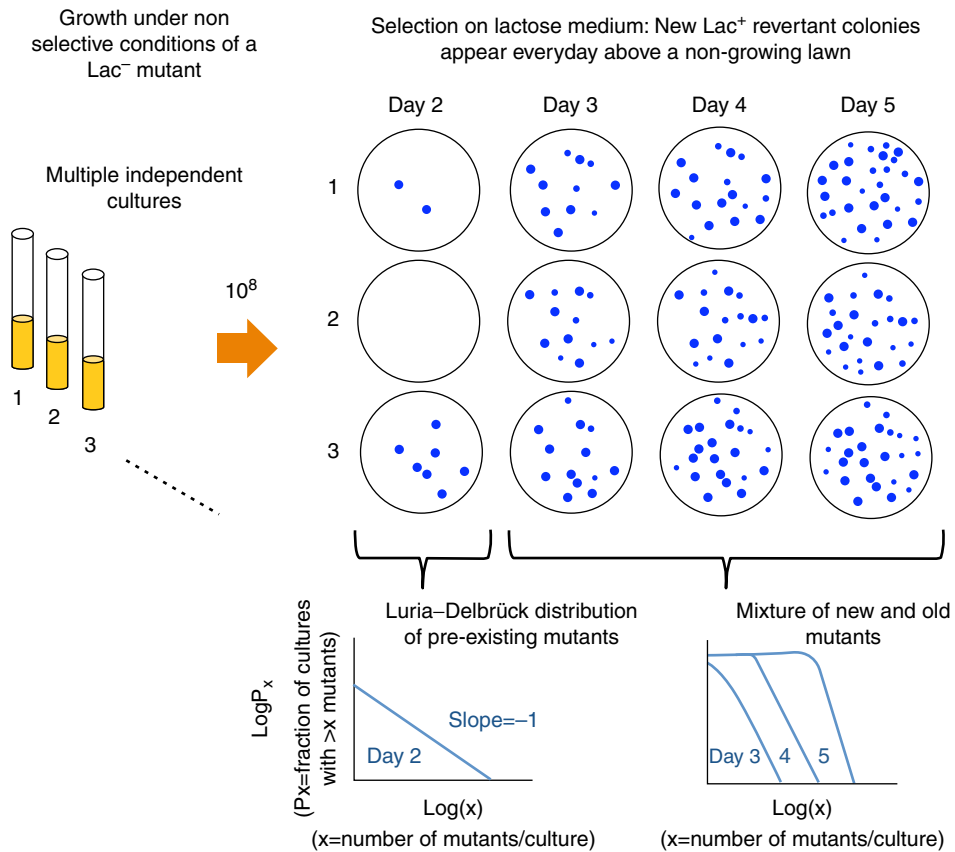 Growth under non
selective conditions of a
Lac⁻ mutant
Selection on lactose medium: New Lac⁺ revertant colonies
appear everyday above a non-growing lawn
Day 2
Day 3
Day 4
Day 5
Multiple independent
cultures
1
2
3
10⁸
1
2
3
Luria–Delbrück distribution
of pre-existing mutants
Mixture of new and old
mutants
LogPₓ
(Px=fraction of cultures
with >x mutants)
Slope=–1
Day 2
Log(x)
(x=number of mutants/culture)
Day 3
4
5
Log(x)
(x=number of mutants/culture)